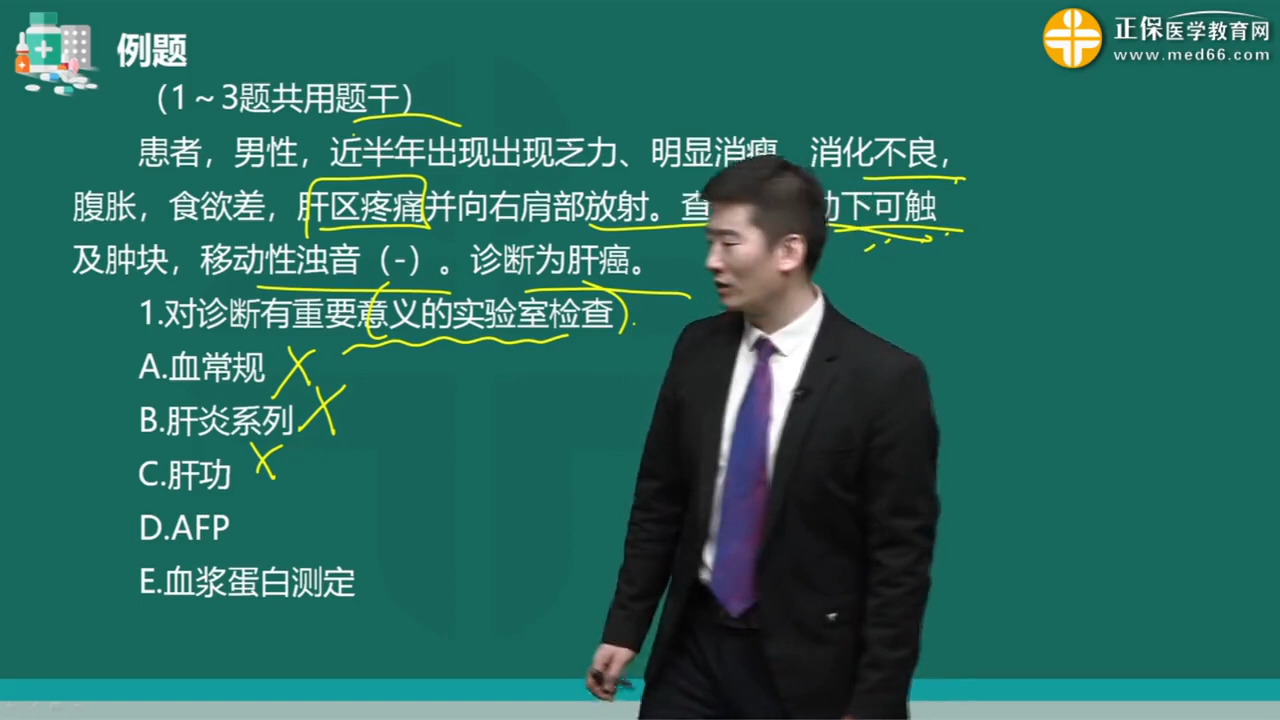 例题
正保医学教育网
www.med66.com
（1～3题共用题干）
患者，男性，近半年出现出现乏力、明显消瘦、消化不良，
腹胀，食欲差，肝区疼痛并向右肩部放射。查 下可触
及肿块，移动性浊音（-）。诊断为肝癌。
1.对诊断有重要意义的实验室检查
A.血常规
B.肝炎系列
C.肝功
D.AFP
E.血浆蛋白测定